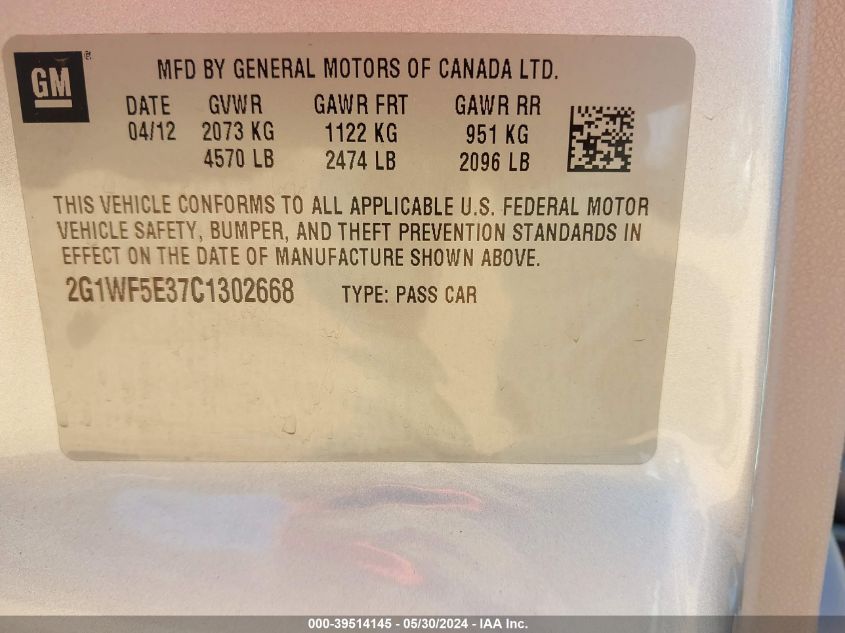 GM ®
MFD BY GENERAL MOTORS OF CANADA LTD.
DATE GVWR GAWR FRT GAWR RR
04/12 2073 KG 1122 KG 951 KG
4570 LB 2474 LB 2096 LB
THIS VEHICLE CONFORMS TO ALL APPLICABLE U.S. FEDERAL MOTOR
VEHICLE SAFETY, BUMPER, AND THEFT PREVENTION STANDARDS IN
EFFECT ON THE DATE OF MANUFACTURE SHOWN ABOVE.
2G1WF5E37C1302668 TYPE: PASS CAR
000-39514145 - 05/30/2024 - IAA Inc.